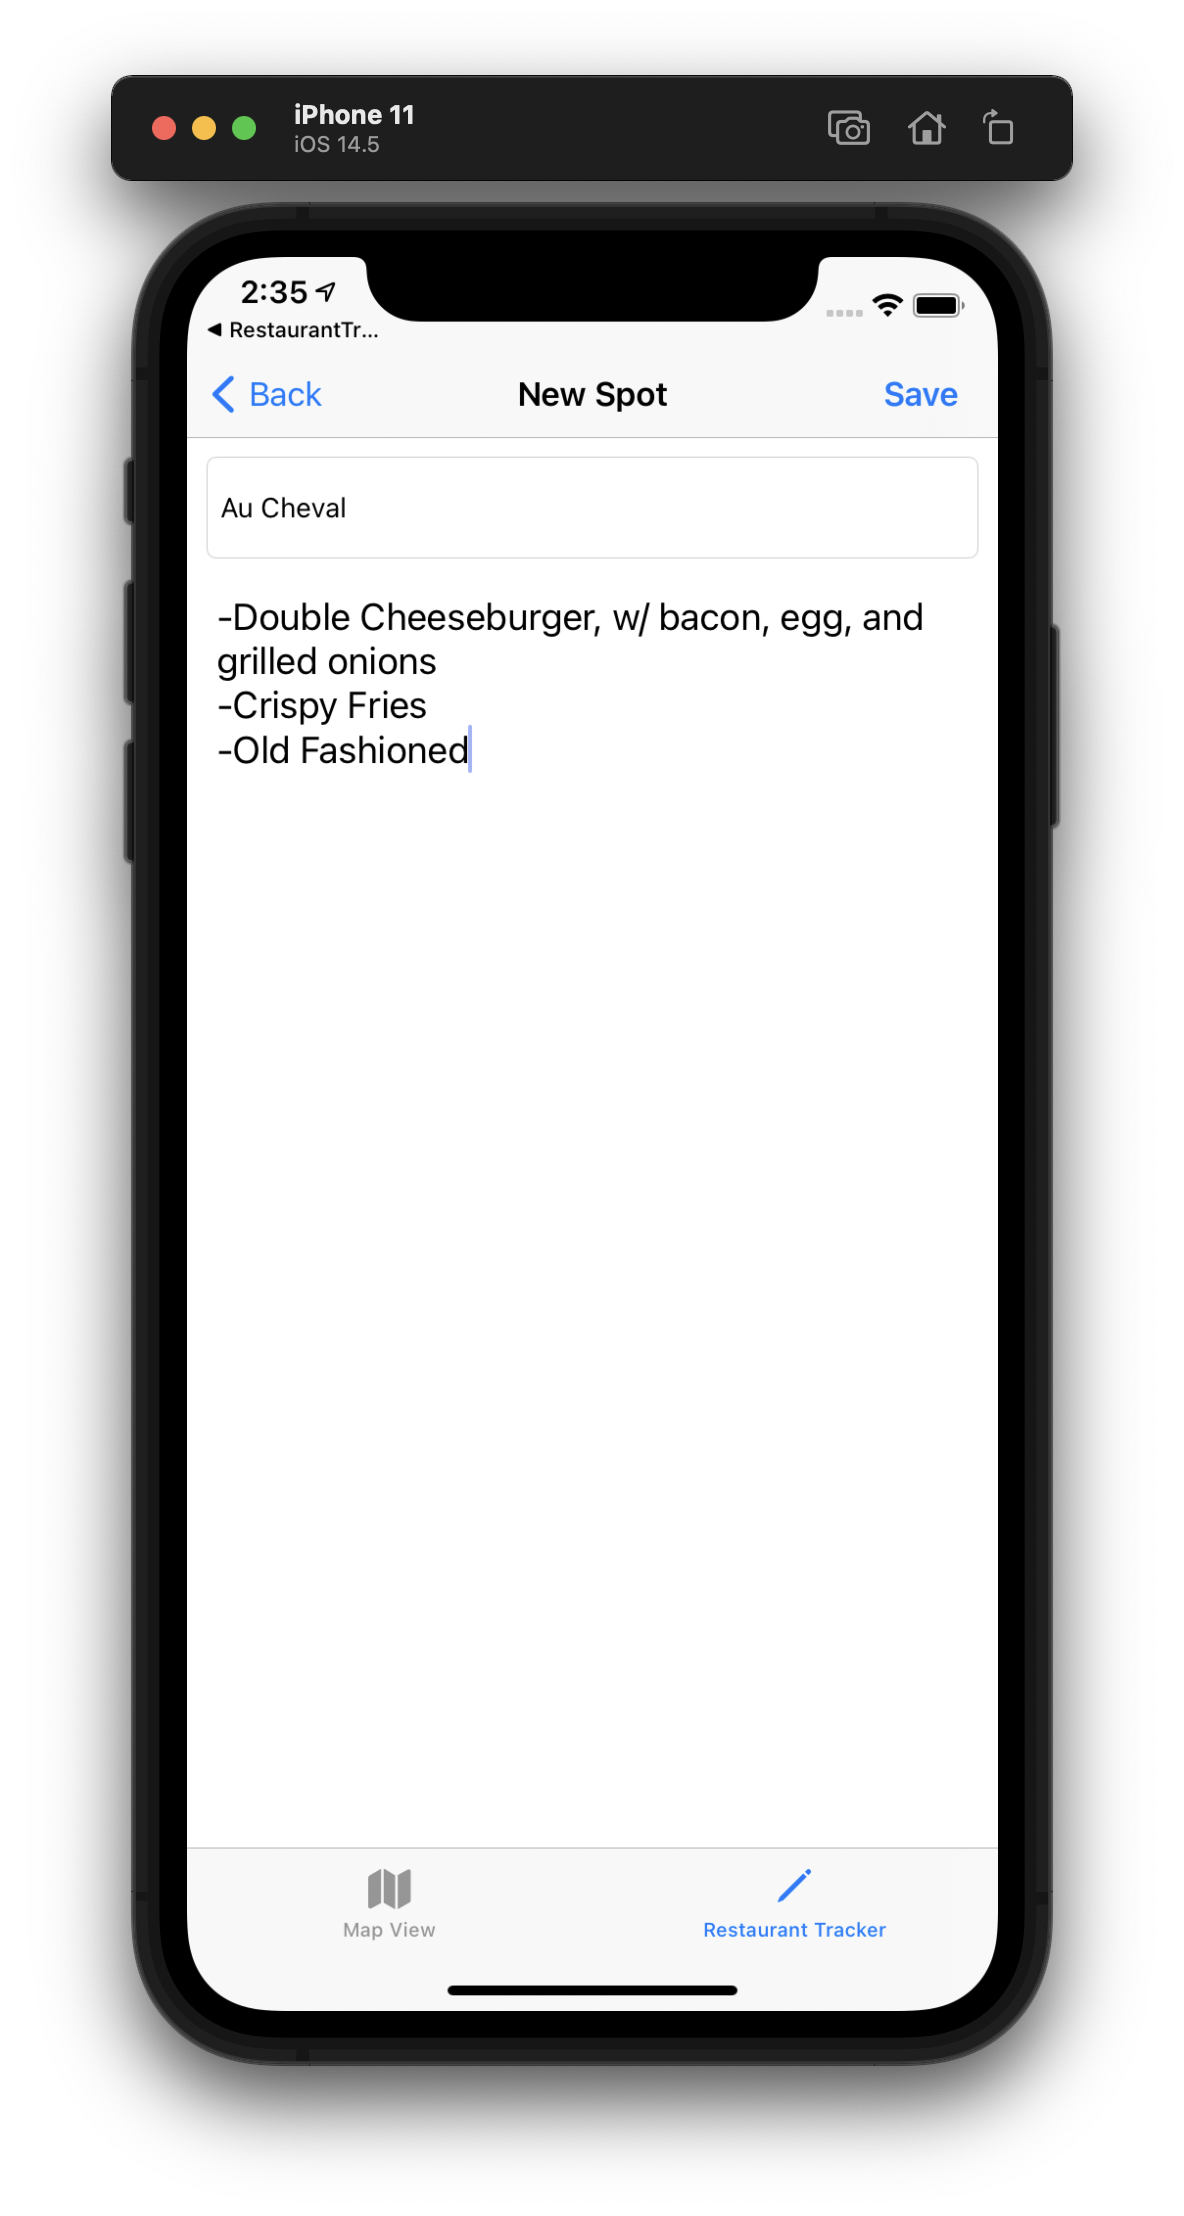 iPhone 11
iOS 14.5
2:35
◀ RestaurantTr...
Back
New Spot
Save
Au Cheval
-Double Cheeseburger, w/ bacon, egg, and
grilled onions
-Crispy Fries
-Old Fashioned
Map View
Restaurant Tracker